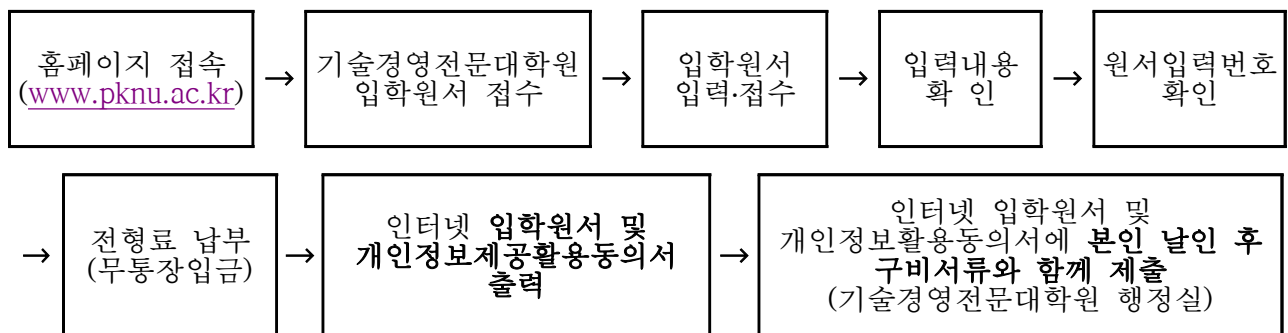 홈페이지 접속
(www.pknu.ac.kr)
→
기술경영전문대학원
입학원서 접수
→
입학원서
입력·접수
→
입력내용
확 인
→
원서입력번호
확인
→
전형료 납부
(무통장입금)
→
인터넷 입학원서 및
개인정보제공활용동의서
출력
→
인터넷 입학원서 및
개인정보활용동의서에 본인 날인 후
구비서류와 함께 제출
(기술경영전문대학원 행정실)